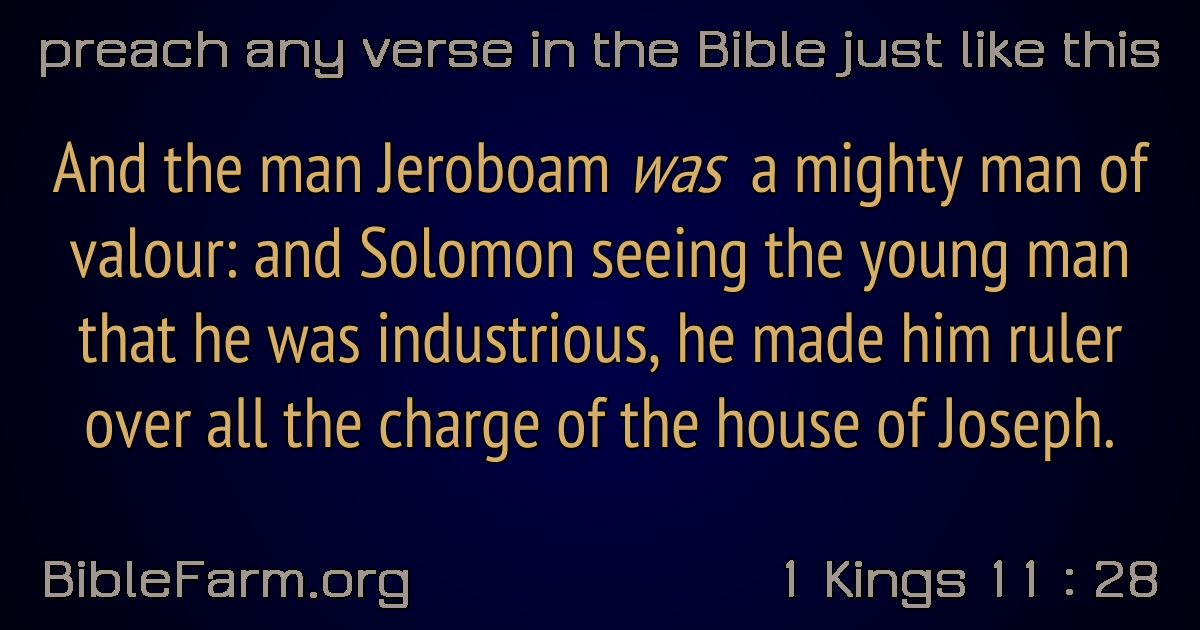 preach any verse in the Bible just like this
And the man Jeroboam was a mighty man of
valour: and Solomon seeing the young man
that he was industrious, he made him ruler
over all the charge of the house of Joseph.
BibleFarm.org
1 Kings 11 : 28